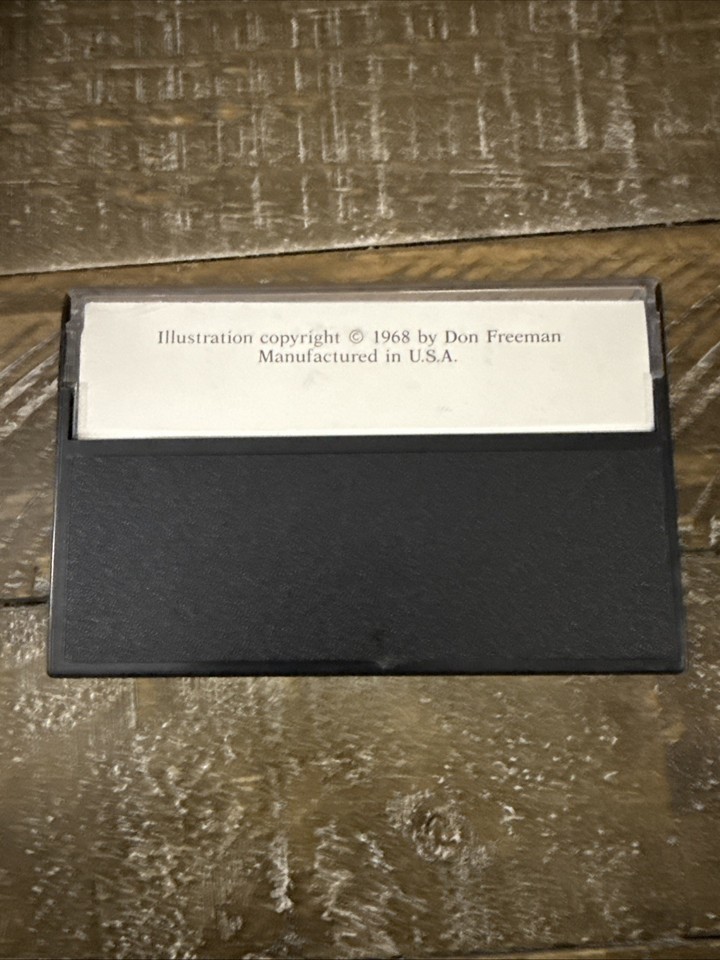 Illustration copyright © 1968 by Don Freeman
Manufactured in U.S.A.